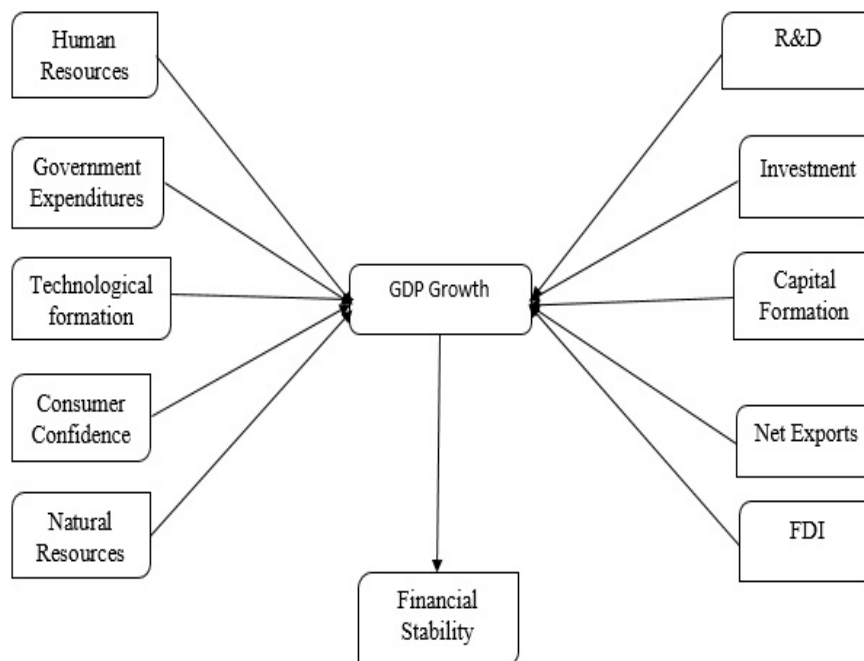 Human
Resources
Government
Expenditures
Technological
formation
Consumer
Confidence
Natural
Resources
GDP Growth
Financial
Stability
R&D
Investment
Capital
Formation
Net Exports
FDI